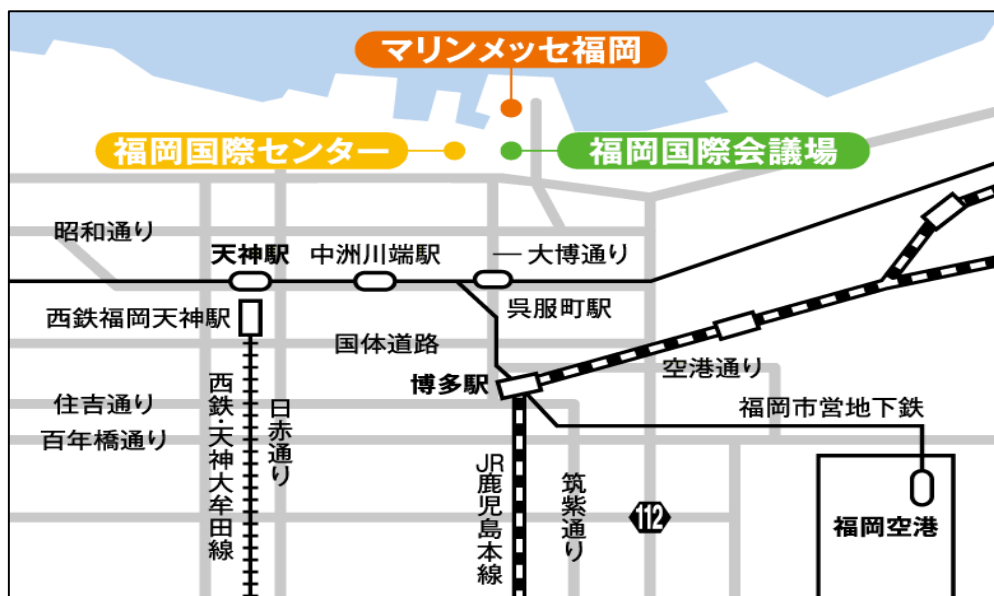 マリンメッセ福岡
福岡国際センター
福岡国際会議場
昭和通り
天神駅
中洲川端駅
大博通り
西鉄福岡天神駅
呉服町駅
国体道路
空港通り
博多駅
住吉通り
福岡市営地下鉄
百年橋通り
西鉄・天神大牟田線
日赤通り
JR鹿児島本線
筑紫通り
112
福岡空港